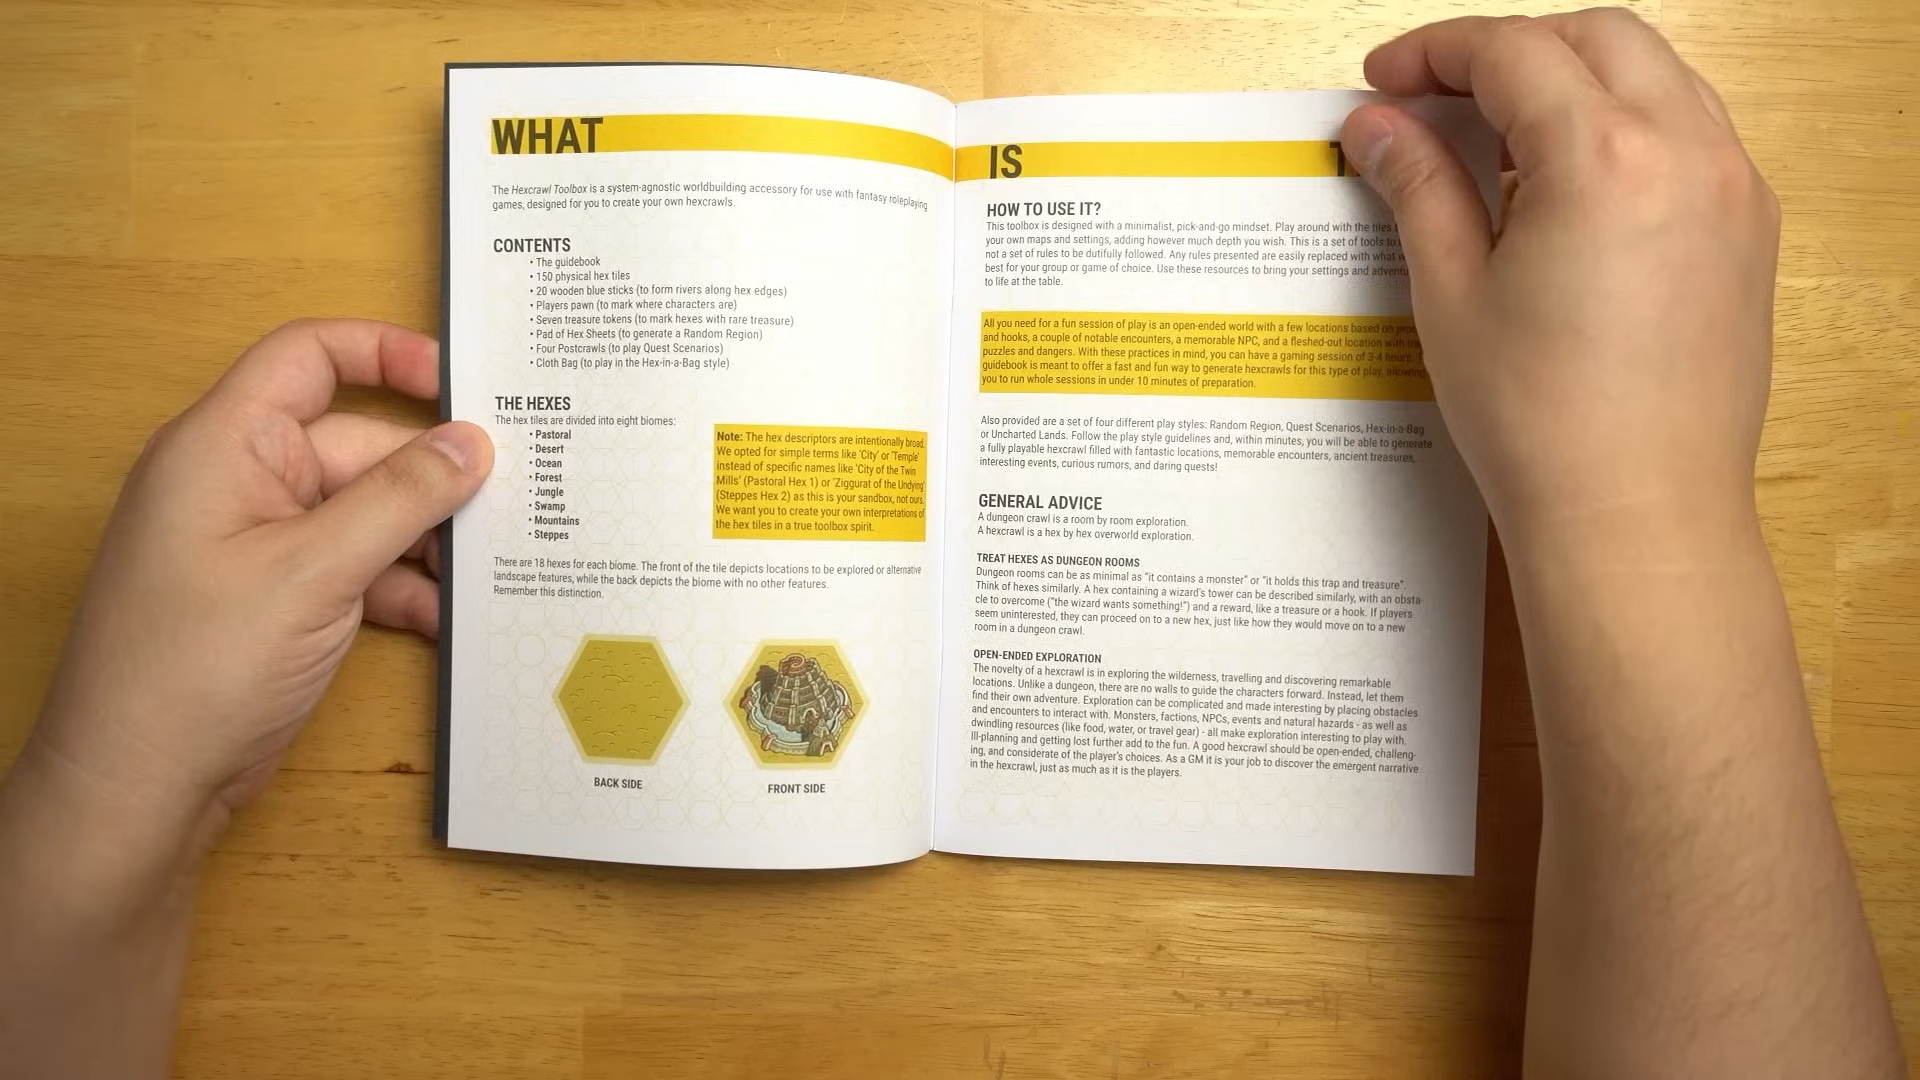 WHAT
The Hexcrawl Toolbox is a system-agnostic worldbuilding accessory for use with fantasy roleplaying
games, designed for you to create your own hexcrawls.
CONTENTS
• The guidebook
• 150 physical hex tiles
• 20 wooden blue sticks (to form rivers along hex edges)
• Players pawn (to mark where characters are)
• Seven treasure tokens (to mark hexes with rare treasure)
• Pad of Hex Sheets (to generate a Random Region)
• Four Postcrawls (to play Quest Scenarios)
• Cloth Bag (to play in the Hex-in-a-Bag style)
THE HEXES
The hex tiles are divided into eight biomes:
• Pastoral
• Desert
• Ocean
• Forest
• Jungle
• Swamp
• Mountains
• Steppes
Note: The hex descriptors are intentionally broad.
We opted for simple terms like 'City' or 'Temple'
instead of specific names like 'City of the Twin
Mills' (Pastoral Hex 1) or 'Ziggurat of the Undying'
(Steppes Hex 2) as this is your sandbox, not ours.
We want you to create your own interpretations of
the hex tiles in a true toolbox spirit.
There are 18 hexes for each biome. The front of the tile depicts locations to be explored or alternative
landscape features, while the back depicts the biome with no other features.
Remember this distinction.
BACK SIDE
FRONT SIDE
IS
HOW TO USE IT?
This toolbox is designed with a minimalist, pick-and-go mindset. Play around with the tiles
your own maps and settings, adding however much depth you wish. This is a set of tools to
not a set of rules to be dutifully followed. Any rules presented are easily replaced with what
best for your group or game of choice. Use these resources to bring your settings and
to life at the table.
All you need for a fun session of play is an open-ended world with a few locations based on
and hooks, a couple of notable encounters, a memorable NPC, and a fleshed-out location with
puzzles and dangers. With these practices in mind, you can have a gaming session of 3-4 hours.
guidebook is meant to offer a fast and fun way to generate hexcrawls for this type of play, allowing
you to run whole sessions in under 10 minutes of preparation.
Also provided are a set of four different play styles: Random Region, Quest Scenarios, Hex-in-a-Bag
or Uncharted Lands. Follow the play style guidelines and, within minutes, you will be able to generate
a fully playable hexcrawl filled with fantastic locations, memorable encounters, ancient treasures,
interesting events, curious rumors, and daring quests!
GENERAL ADVICE
A dungeon crawl is a room by room exploration.
A hexcrawl is a hex by hex overworld exploration.
TREAT HEXES AS DUNGEON ROOMS
Dungeon rooms can be as minimal as "it contains a monster" or "it holds this trap and treasure".
Think of hexes similarly. A hex containing a wizard's tower can be described similarly, with an obsta-
cle to overcome ("the wizard wants something!") and a reward, like a treasure or a hook. If players
seem uninterested, they can proceed on to a new hex, just like how they would move on to a new
room in a dungeon crawl.
OPEN-ENDED EXPLORATION
The novelty of a hexcrawl is in exploring the wilderness, travelling and discovering remarkable
locations. Unlike a dungeon, there are no walls to guide the characters forward. Instead, let them
find their own adventure. Exploration can be complicated and made interesting by placing obstacles
and encounters to interact with. Monsters, factions, NPCs, events and natural hazards - as well as
dwindling resources (like food, water, or travel gear) - all make exploration interesting to play with.
Ill-planning and getting lost further add to the fun. A good hexcrawl should be open-ended, challeng-
ing, and considerate of the player's choices. As a GM it is your job to discover the emergent narrative
in the hexcrawl, just as much as it is the players.